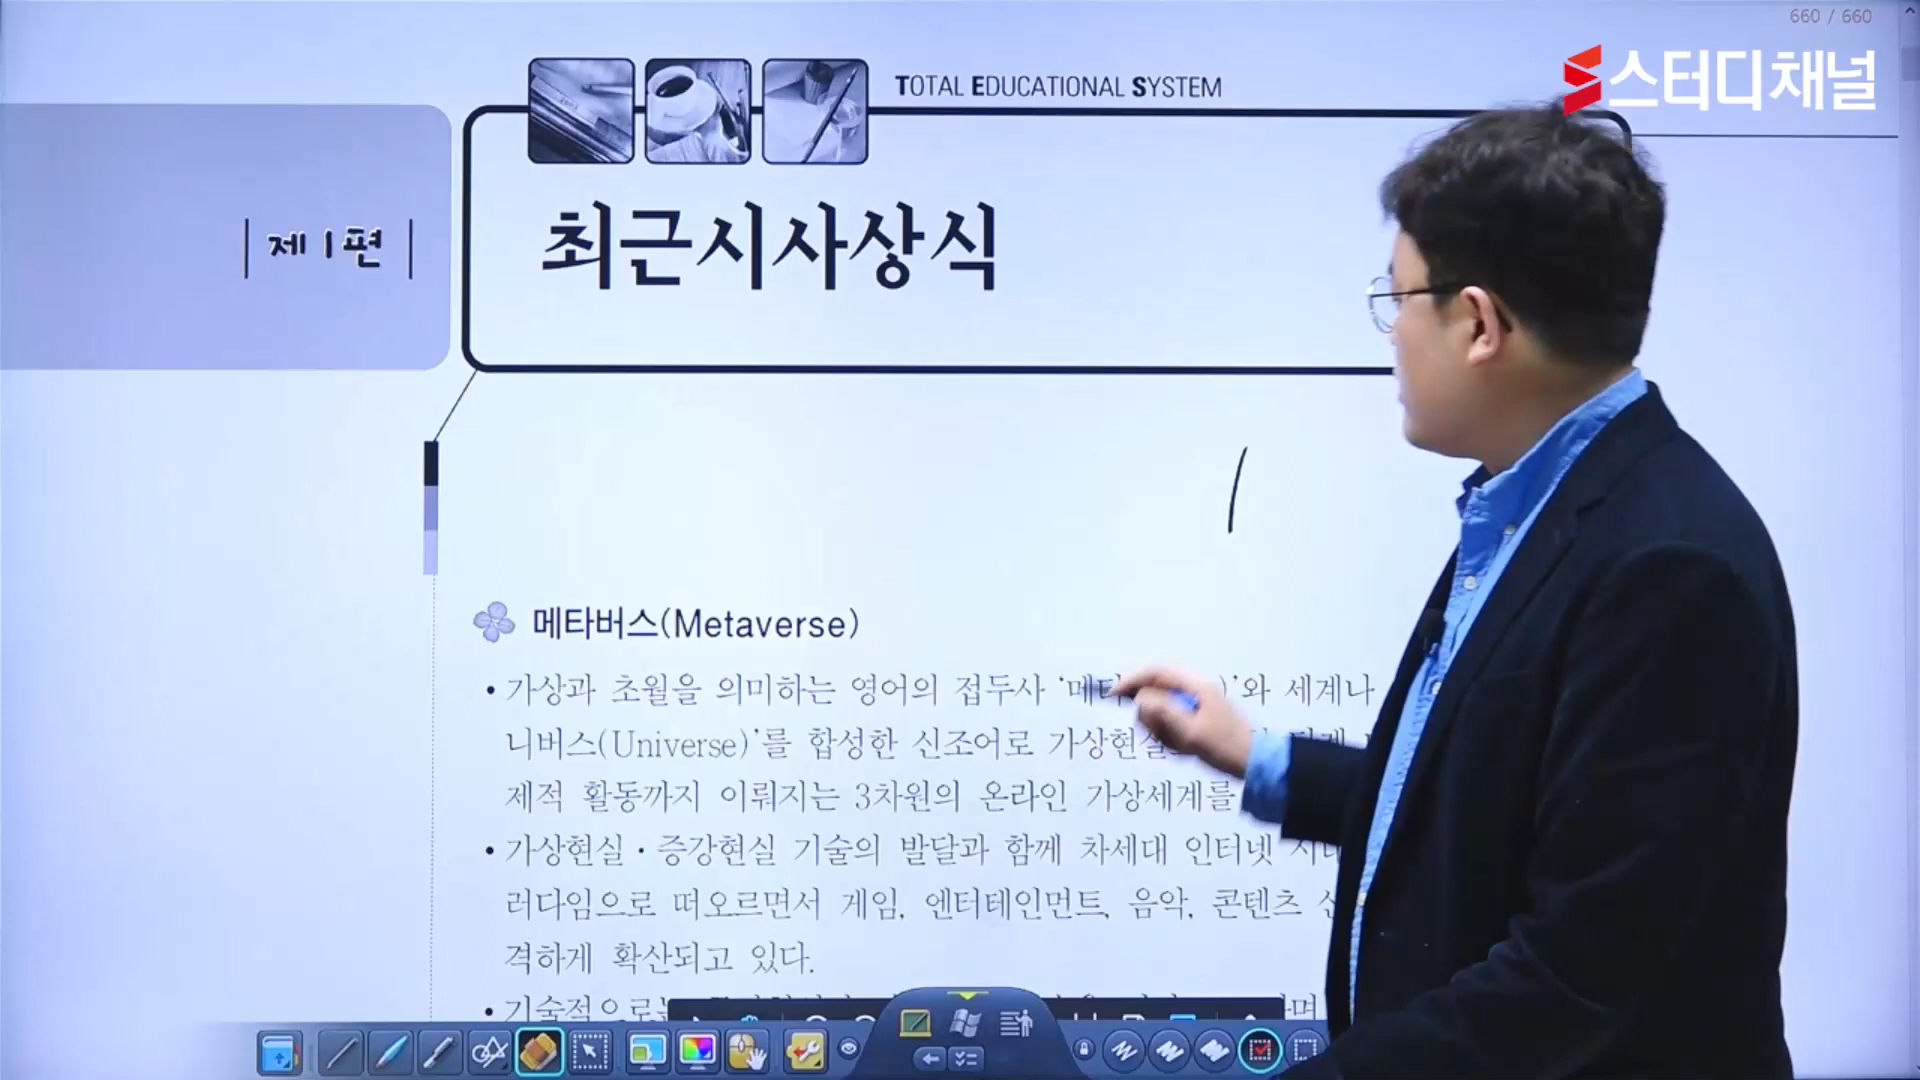 660 / 660
스터디채널
TOTAL EDUCATIONAL SYSTEM
제1편
최근시사상식
메타버스(Metaverse)
• 가상과 초월을 의미하는 영어의 접두사 '메타 )'와 세계나
니버스(Universe)'를 합성한 신조어로
제적 활동까지 이뤄지는 3차원의 온라인 가상세계를
• 가상현실·증강현실 기술의 발달과 함께 차세대 인터넷
러다임으로 떠오르면서 게임, 엔터테인먼트, 음악, 콘텐츠
격하게 확산되고 있다.
• 기술적으로는